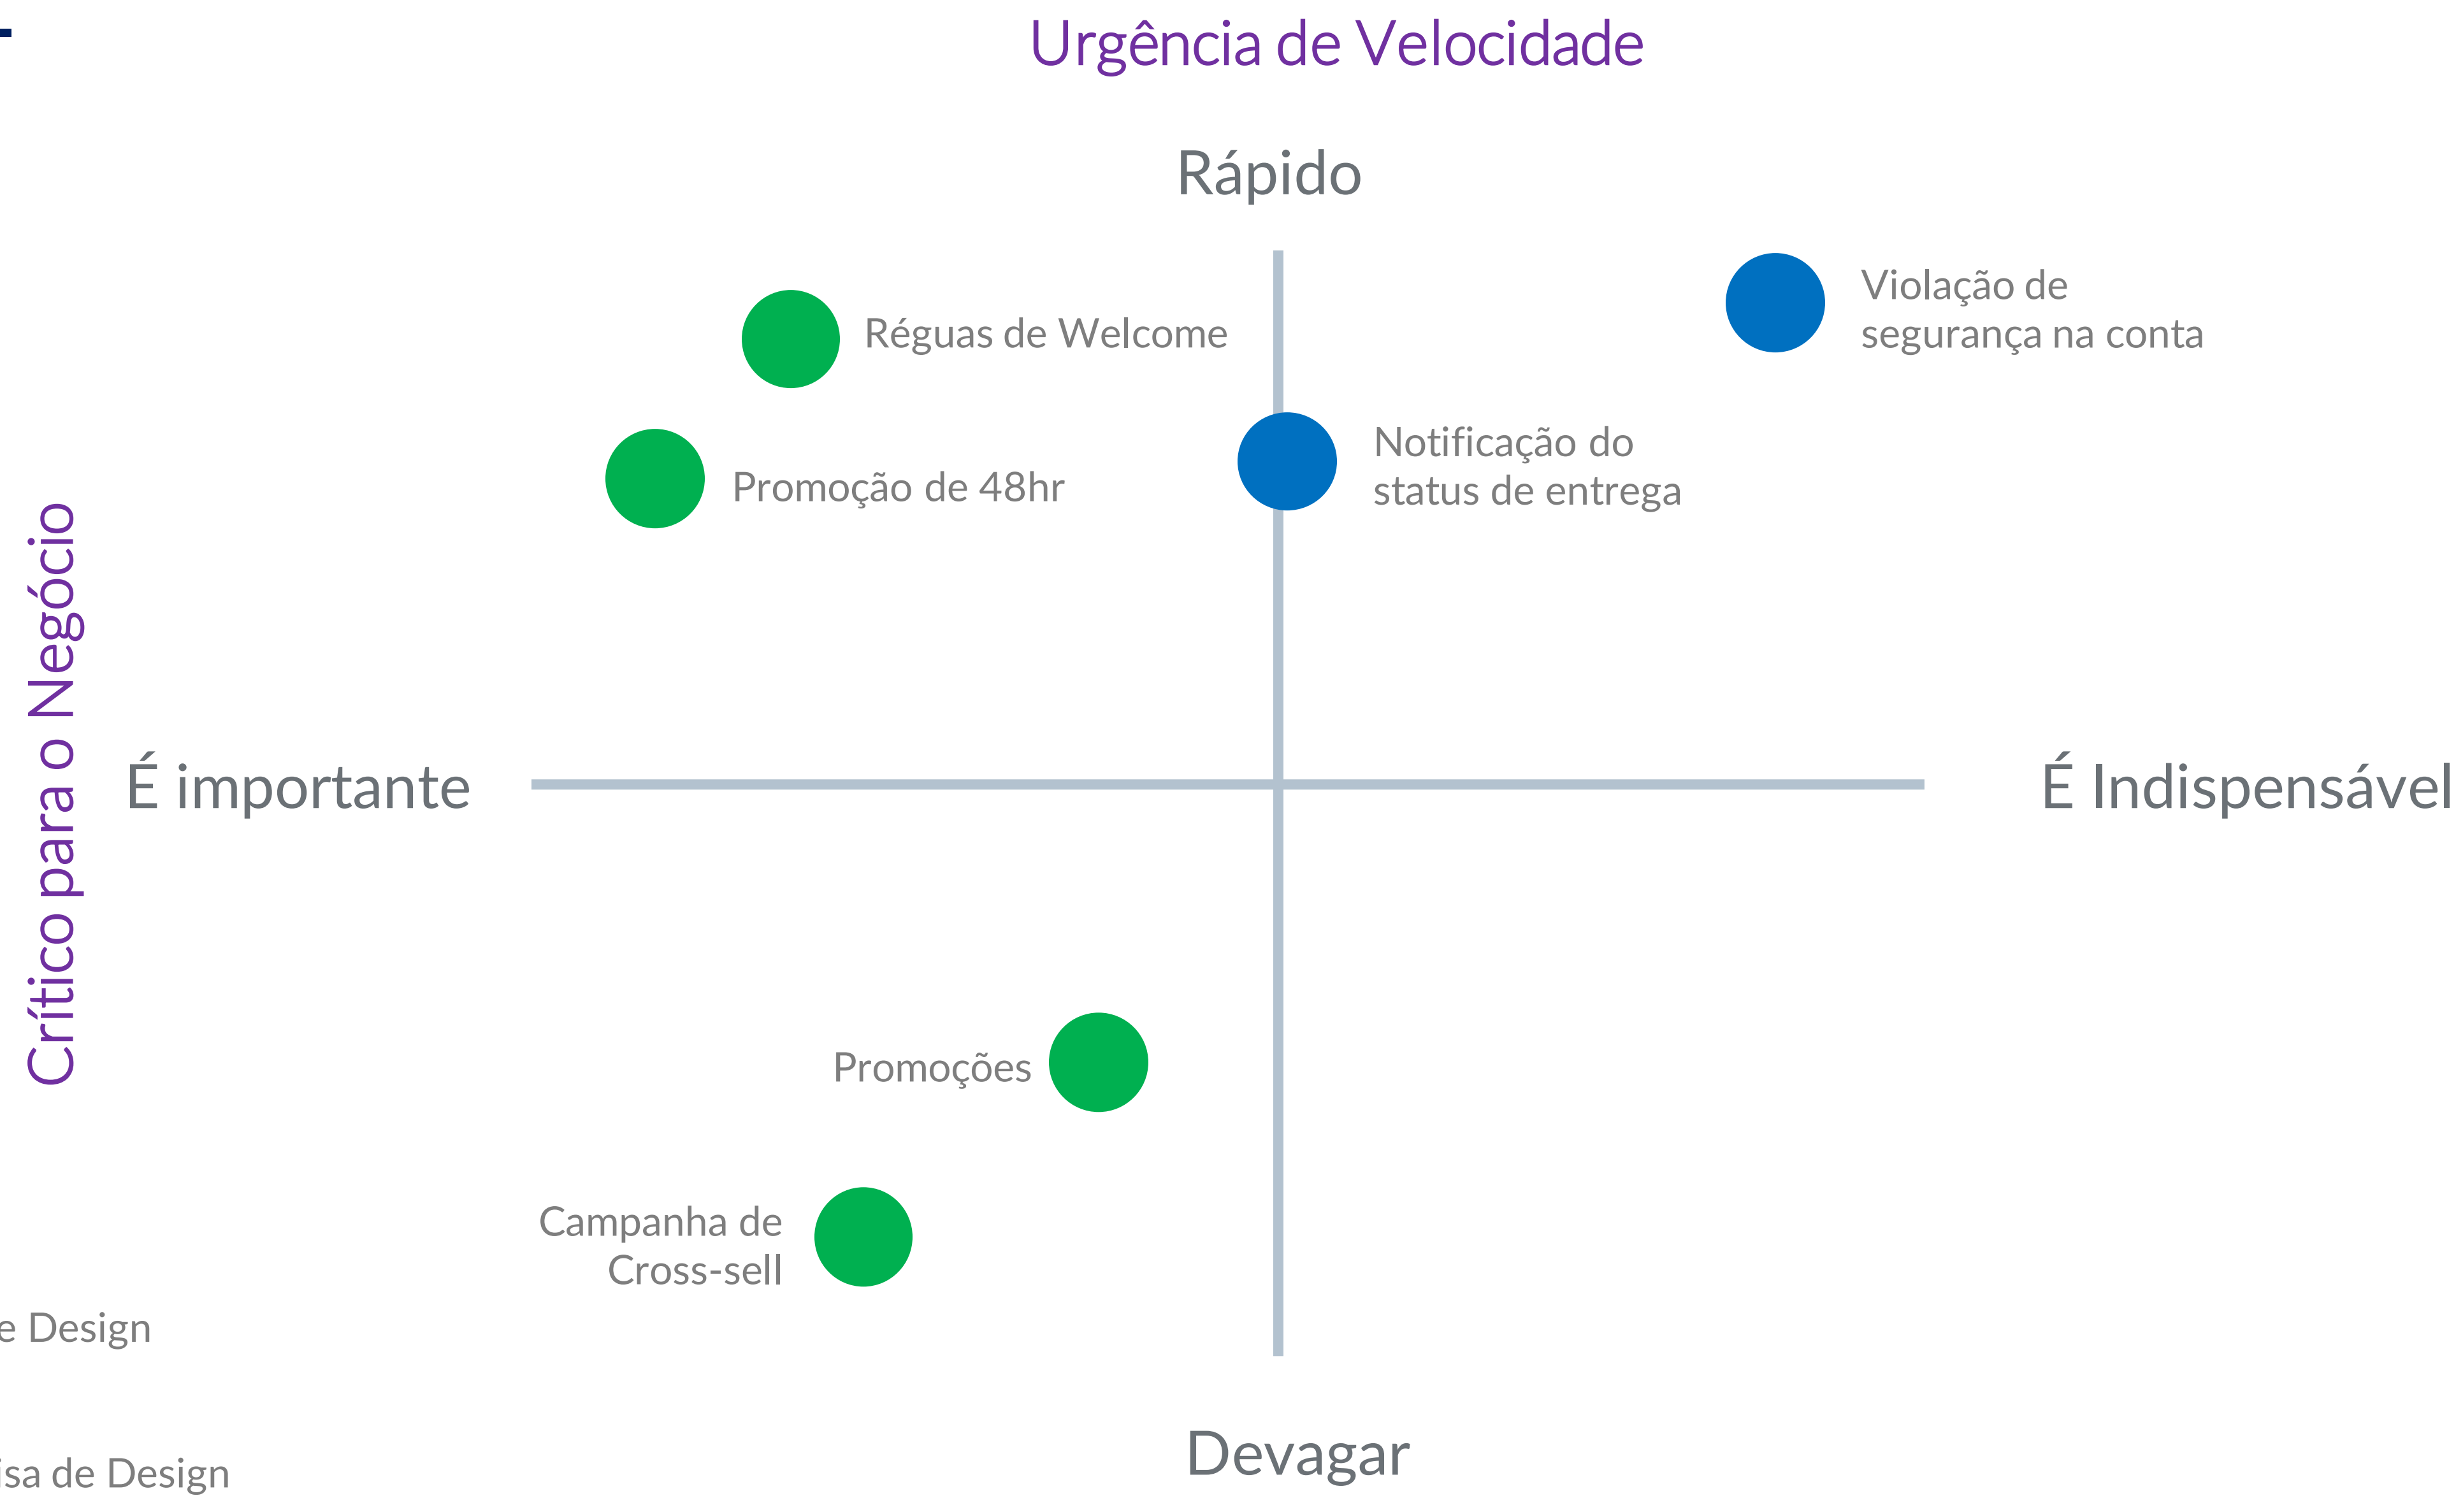 Urgência de Velocidade
Rápido
Violação de
segurança na conta
Réguas de Welcome
Notificação do
status de entrega
Promoção de 48hr
Crítico para o Negócio
É importante
É Indispensável
Promoções
Campanha de
Cross-sell
Design
de Design
Devagar